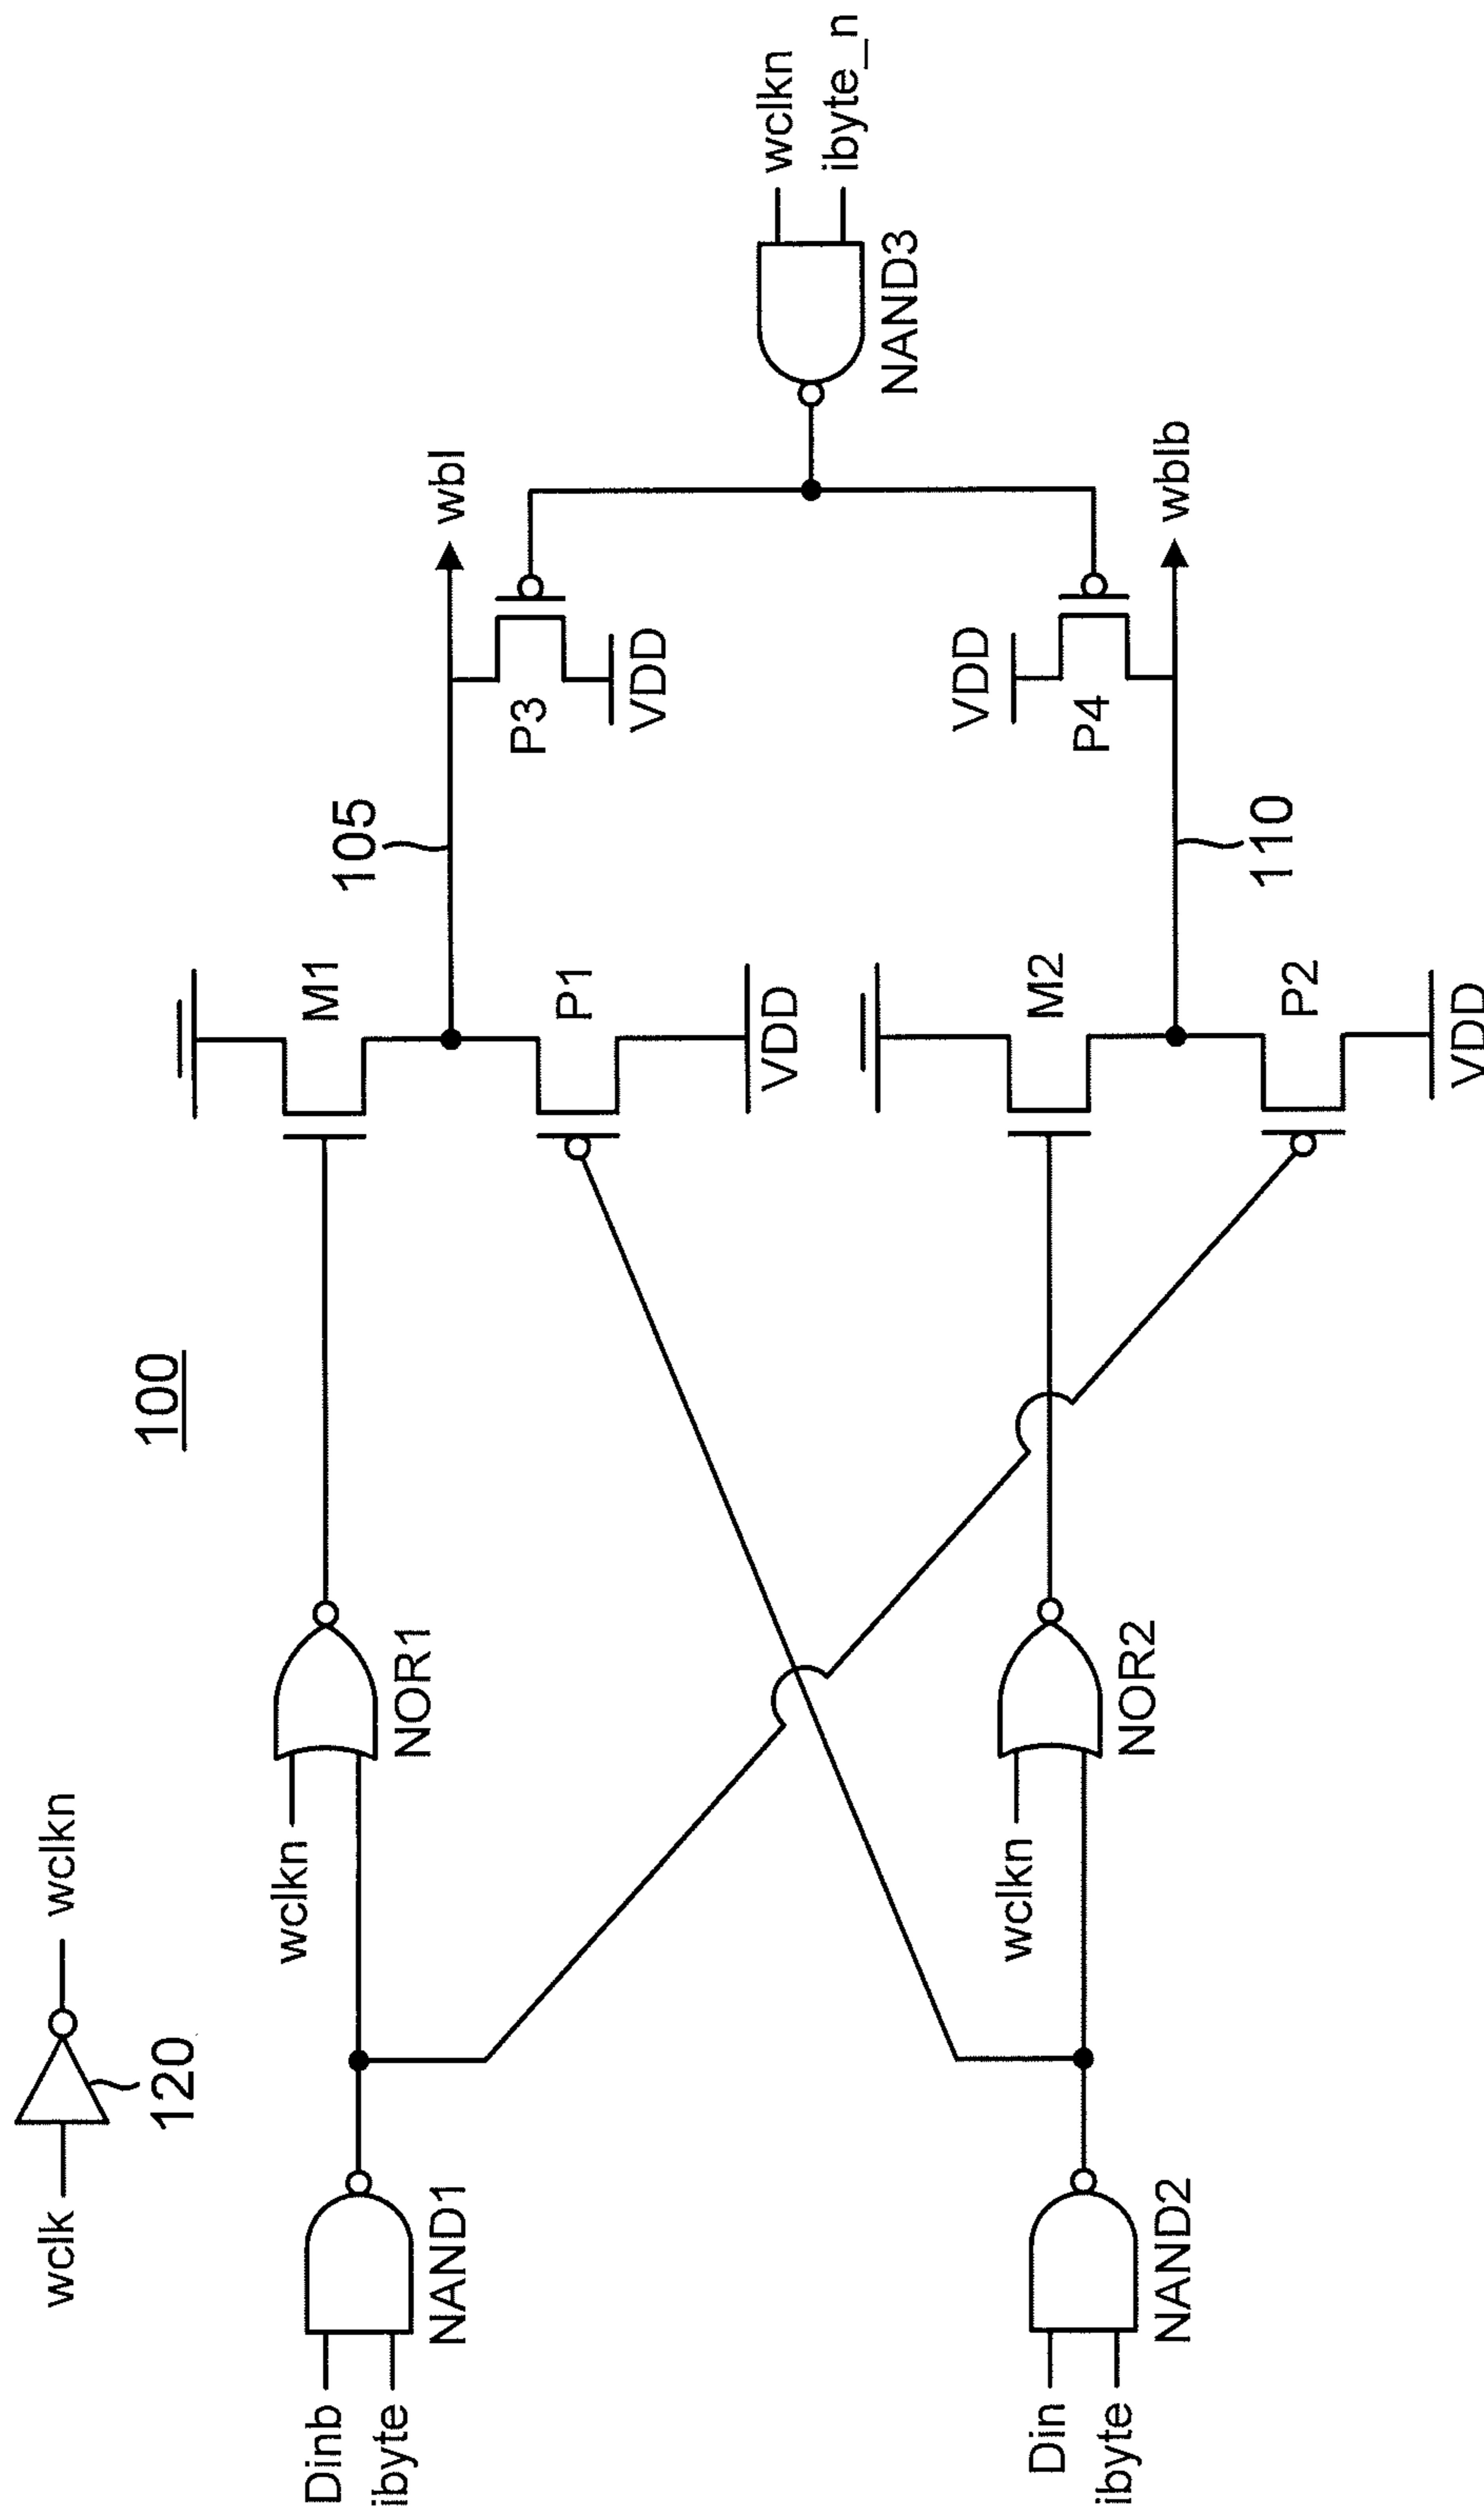 100
wclk
120
wclkn
Dinb
ibyte
NAND1
wclkn
NOR1
M1
105
wbl
P1
VDD
P3
VDD
wclkn
ibyte_n
NAND3
Din
ibyte
NAND2
wclkn
NOR2
M2
VDD
P4
wblb
110
P2
VDD